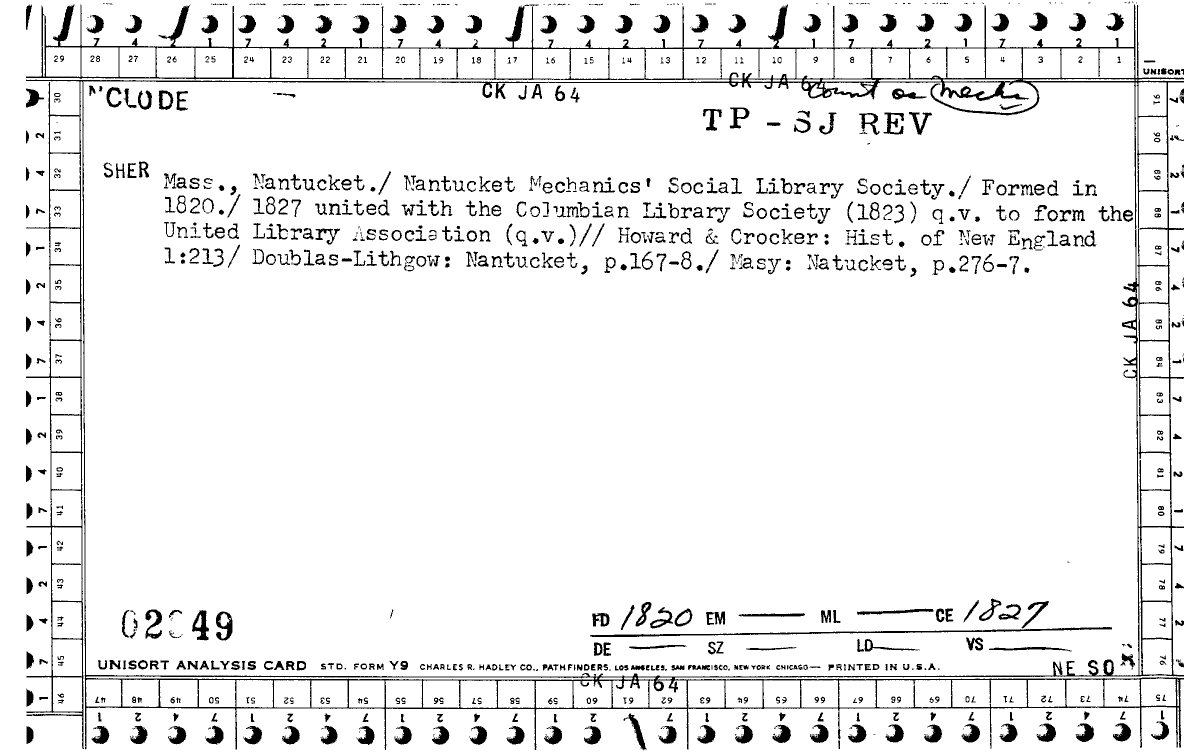 7 4 2 1 7 4 2 1 7 4 2 1 7 4 2 1 7 4 2 1 7 4 2 1 7 4 2 1
29 28 27 26 25 24 23 22 21 20 19 18 17 16 15 14 13 12 11 10 9 8 7 6 5 4 3 2 1
UNISORT
CLODE — CK JA 64 CK JA 64 Count as Mechs
TP - SJ REV
SHER
Mass., Nantucket./ Nantucket Mechanics' Social Library Society./ Formed in
1820./ 1827 united with the Columbian Library Society (1823) q.v. to form the
United Library Association (q.v.)// Howard & Crocker: Hist. of New England
1:213/ Doublas-Lithgow: Nantucket, p.167-8./ Masy: Natucket, p.276-7.
CK JA 64
30 31 32 33 34 35 36 37 38 39 40 41 42 43 44 45 46
91 90 89 88 87 86 85 84 83 82 81 80 79 78 77 76 75
49
FD 1820 EM — ML — CE 1827
DE — SZ — LD — VS —
UNISORT ANALYSIS CARD STD. FORM Y9 CHARLES R. HADLEY CO., PATHFINDERS, LOS ANGELES, SAN FRANCISCO, NEW YORK CHICAGO— PRINTED IN U.S.A.
NE SO
CK JA 64
47 48 49 50 51 52 53 54 55 56 57 58 59 60 61 62 63 64 65 66 67 68 69 70 71 72 73 74
1 2 4 7 1 2 4 7 1 2 4 7 1 2 4 7 1 2 4 7 1 2 4 7 1 2 4 7